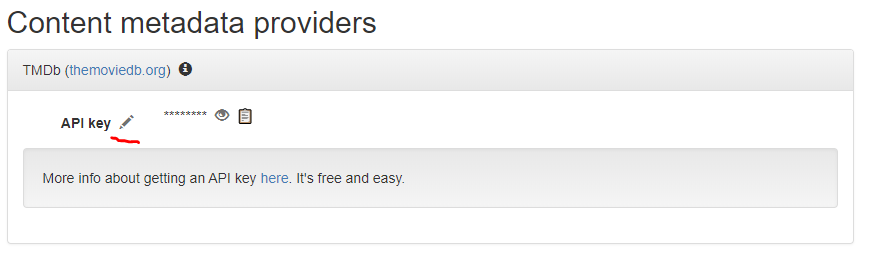 Content metadata providers
TMDb (themoviedb.org)
API key ********
More info about getting an API key here. It's free and easy.